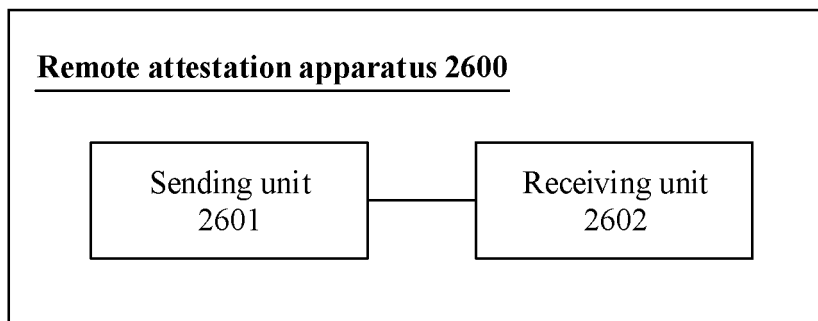 Remote attestation apparatus 2600
Sending unit
2601
Receiving unit
2602